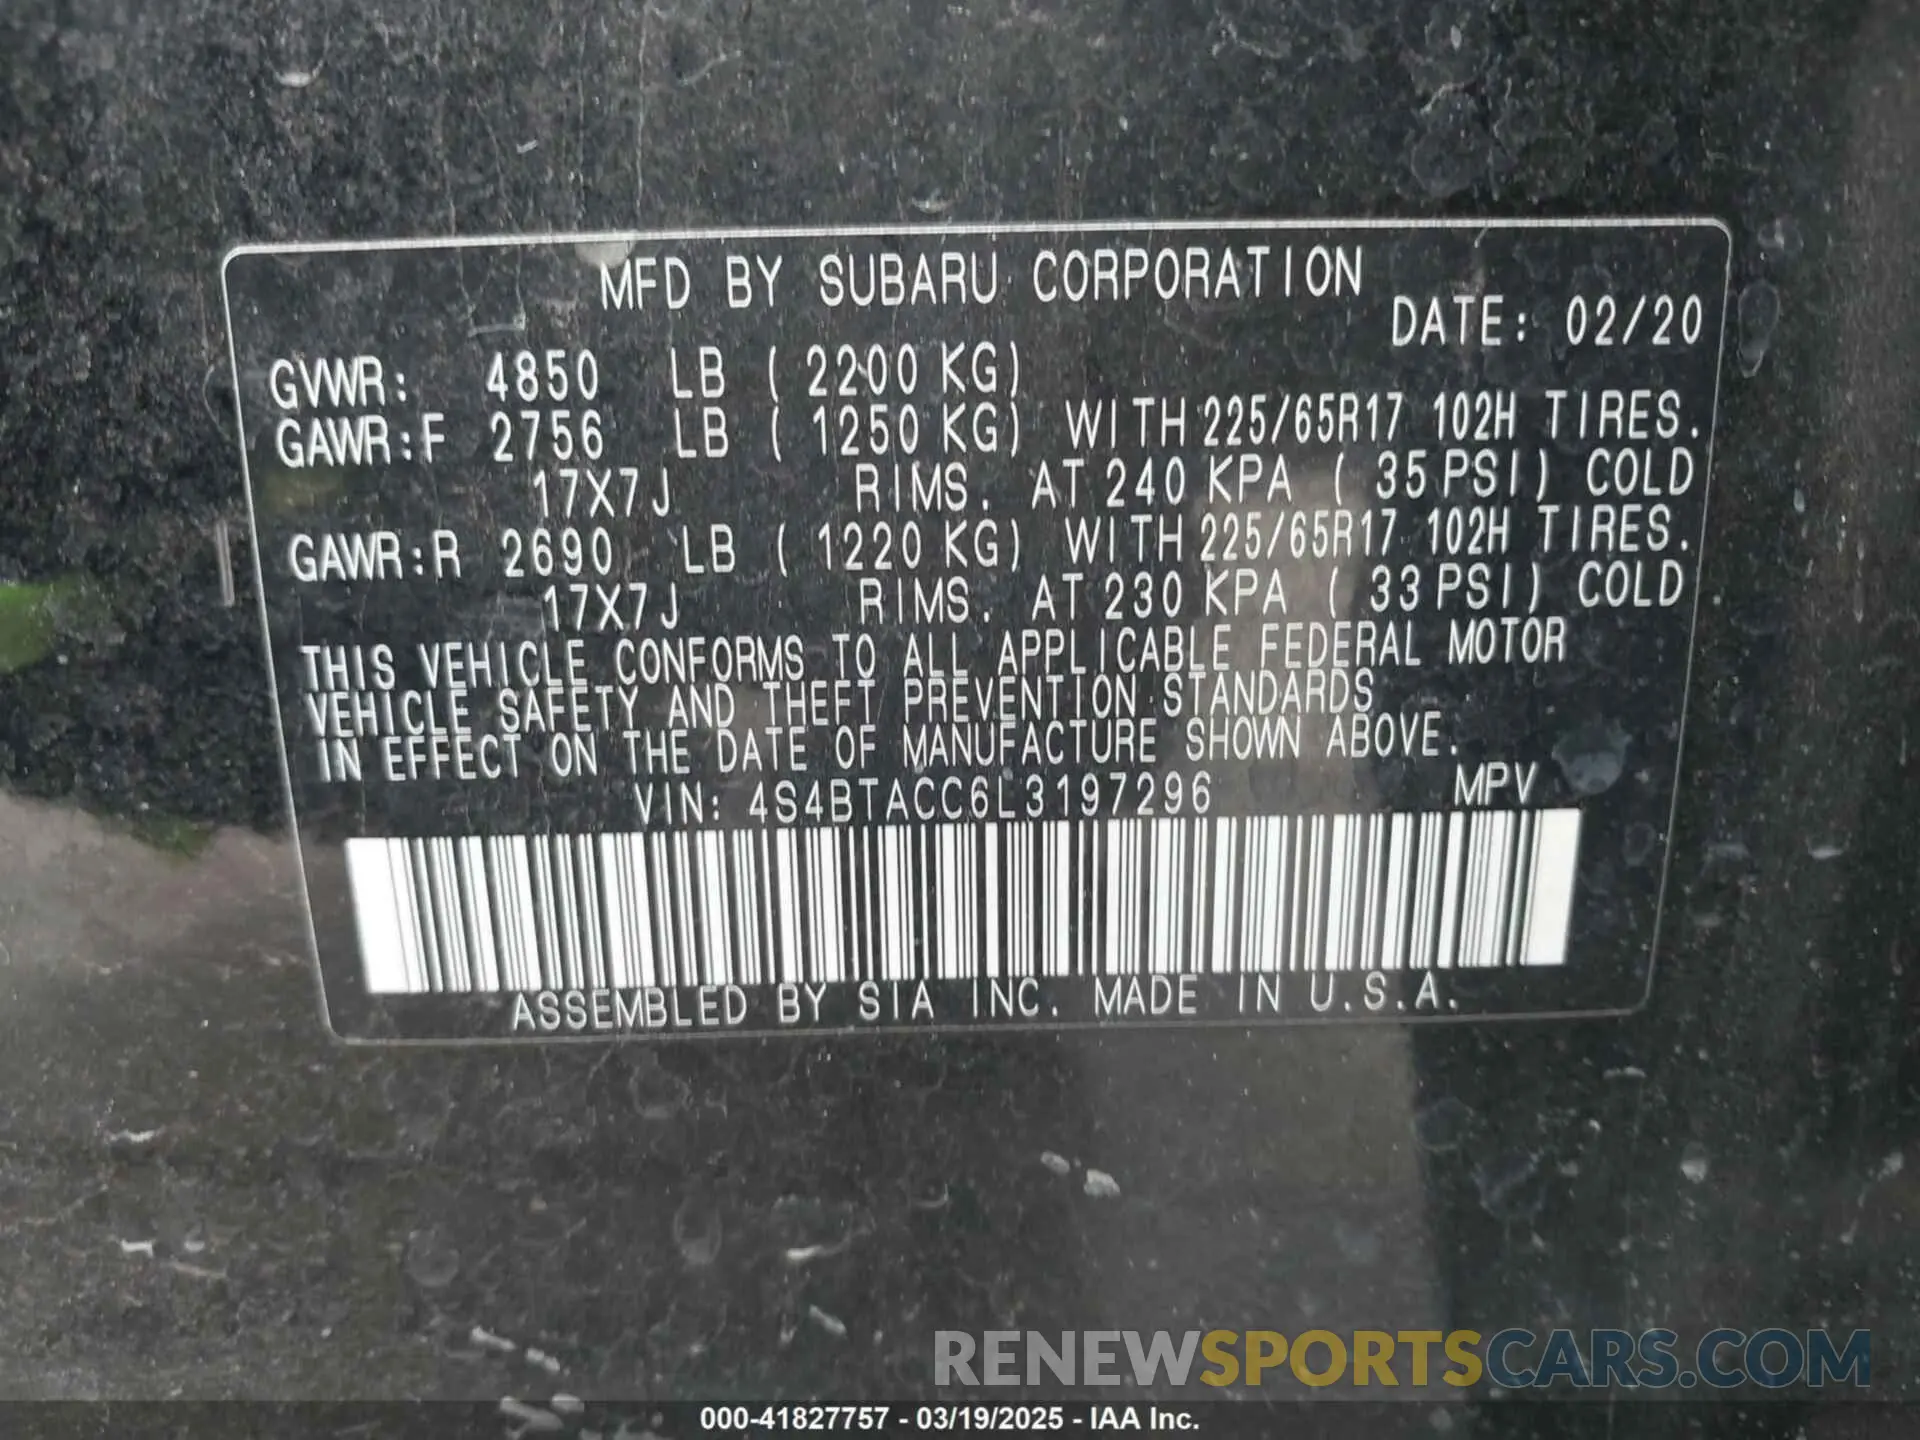 MFD BY SUBARU CORPORATION
DATE: 02/20
GVWR: 4850 LB ( 2200 KG)
GAWR:F 2756 LB ( 1250 KG) WITH 225/65R17 102H TIRES.
17X7J RIMS. AT 240 KPA ( 35 PSI) COLD
GAWR:R 2690 LB ( 1220 KG) WITH 225/65R17 102H TIRES.
17X7J RIMS. AT 230 KPA ( 33 PSI) COLD
THIS VEHICLE CONFORMS TO ALL APPLICABLE FEDERAL MOTOR
VEHICLE SAFETY AND THEFT PREVENTION STANDARDS
IN EFFECT ON THE DATE OF MANUFACTURE SHOWN ABOVE.
VIN: 4S4BTACC6L3197296 MPV
ASSEMBLED BY SIA INC. MADE IN U.S.A.
RENEWSPORTSCARS.COM
000-41827757 - 03/19/2025 - IAA Inc.